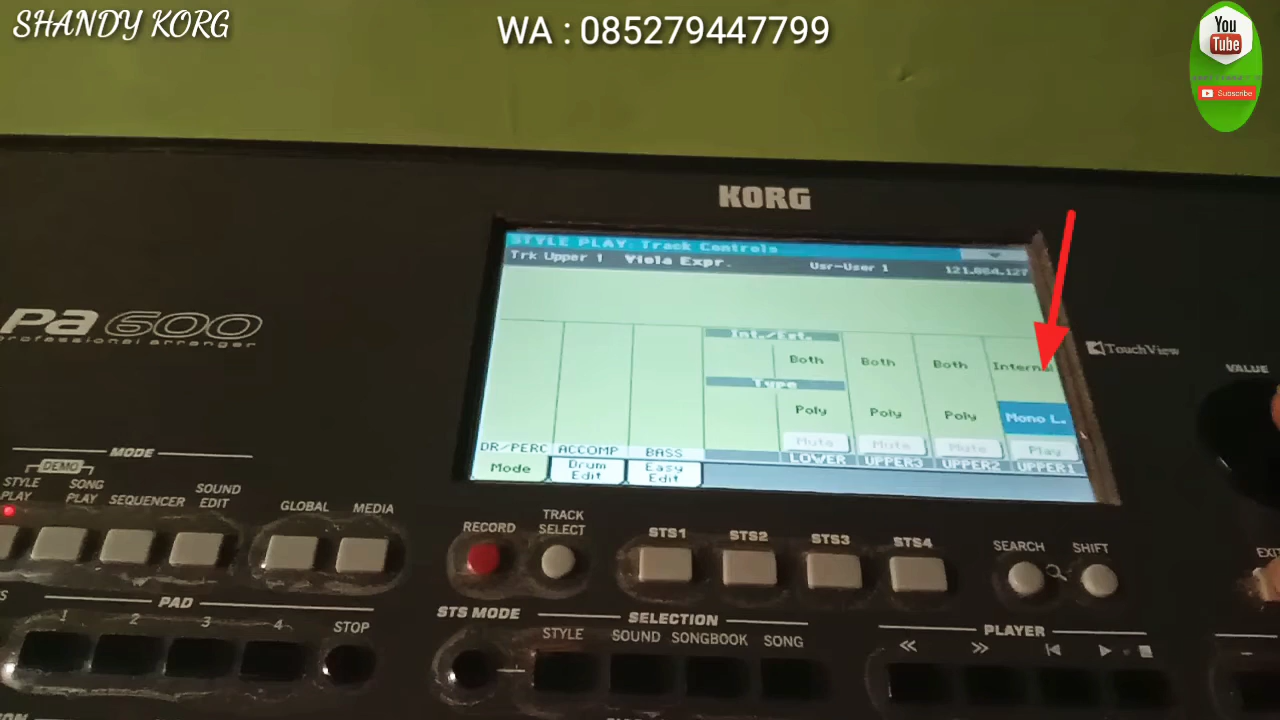 SHANDY KORG
WA : 085279447799
You
Tube
Subscribe
KORG
STYLE PLAY: Track Controls
Trk Upper 1 Viola Expr. Usr-User 1 121.064.127
Int./Ext.
Both Both Both Internal
Type
Poly Poly Poly Mono L.
Mute Mute Mute Play
DR/PERC ACCOMP BASS LOWER UPPER3 UPPER2 UPPER1
Mode Drum Edit Easy Edit
Pa 600
professional arranger
TouchView
VALUE
MODE
DEMO
STYLE PLAY SONG PLAY SEQUENCER SOUND EDIT GLOBAL MEDIA
RECORD TRACK SELECT STS1 STS2 STS3 STS4 SEARCH SHIFT
EXIT
PAD
1 2 3 4 STOP
STS MODE SELECTION PLAYER
STYLE SOUND SONGBOOK SONG